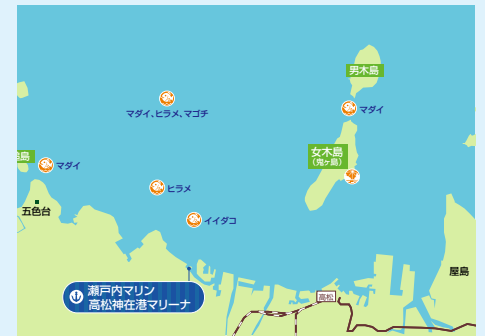 男木島
マダイ、ヒラメ、マゴチ
マダイ
女木島
(鬼ヶ島)
島
マダイ
ヒラメ
五色台
イイダコ
屋島
瀬戸内マリン
高松神在港マリーナ
高松